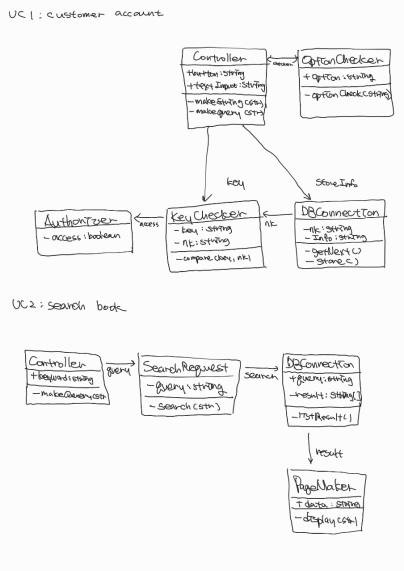 UC1: customer account
Controller
+button: String
+text Input: String
- makeString(str)
- makeQuery(str)
OptionChecker
+ option: string
- optionCheck(string)
key
Store Info
Authorizer
- access: boolean
access
KeyChecker
- key: string
- nk: string
- compare(key, nk)
nk
DBConnection
- nk: string
- Info: string
- getNext()
- store()
UC2: search book
Controller
+keyword: string
- makeQuery(str
query
SearchRequest
- query: string
- search(str)
search
DBConnection
+ query: string
- result: String[]
- rtstResult()
result
PageMaker
+ data: string
- display(str)